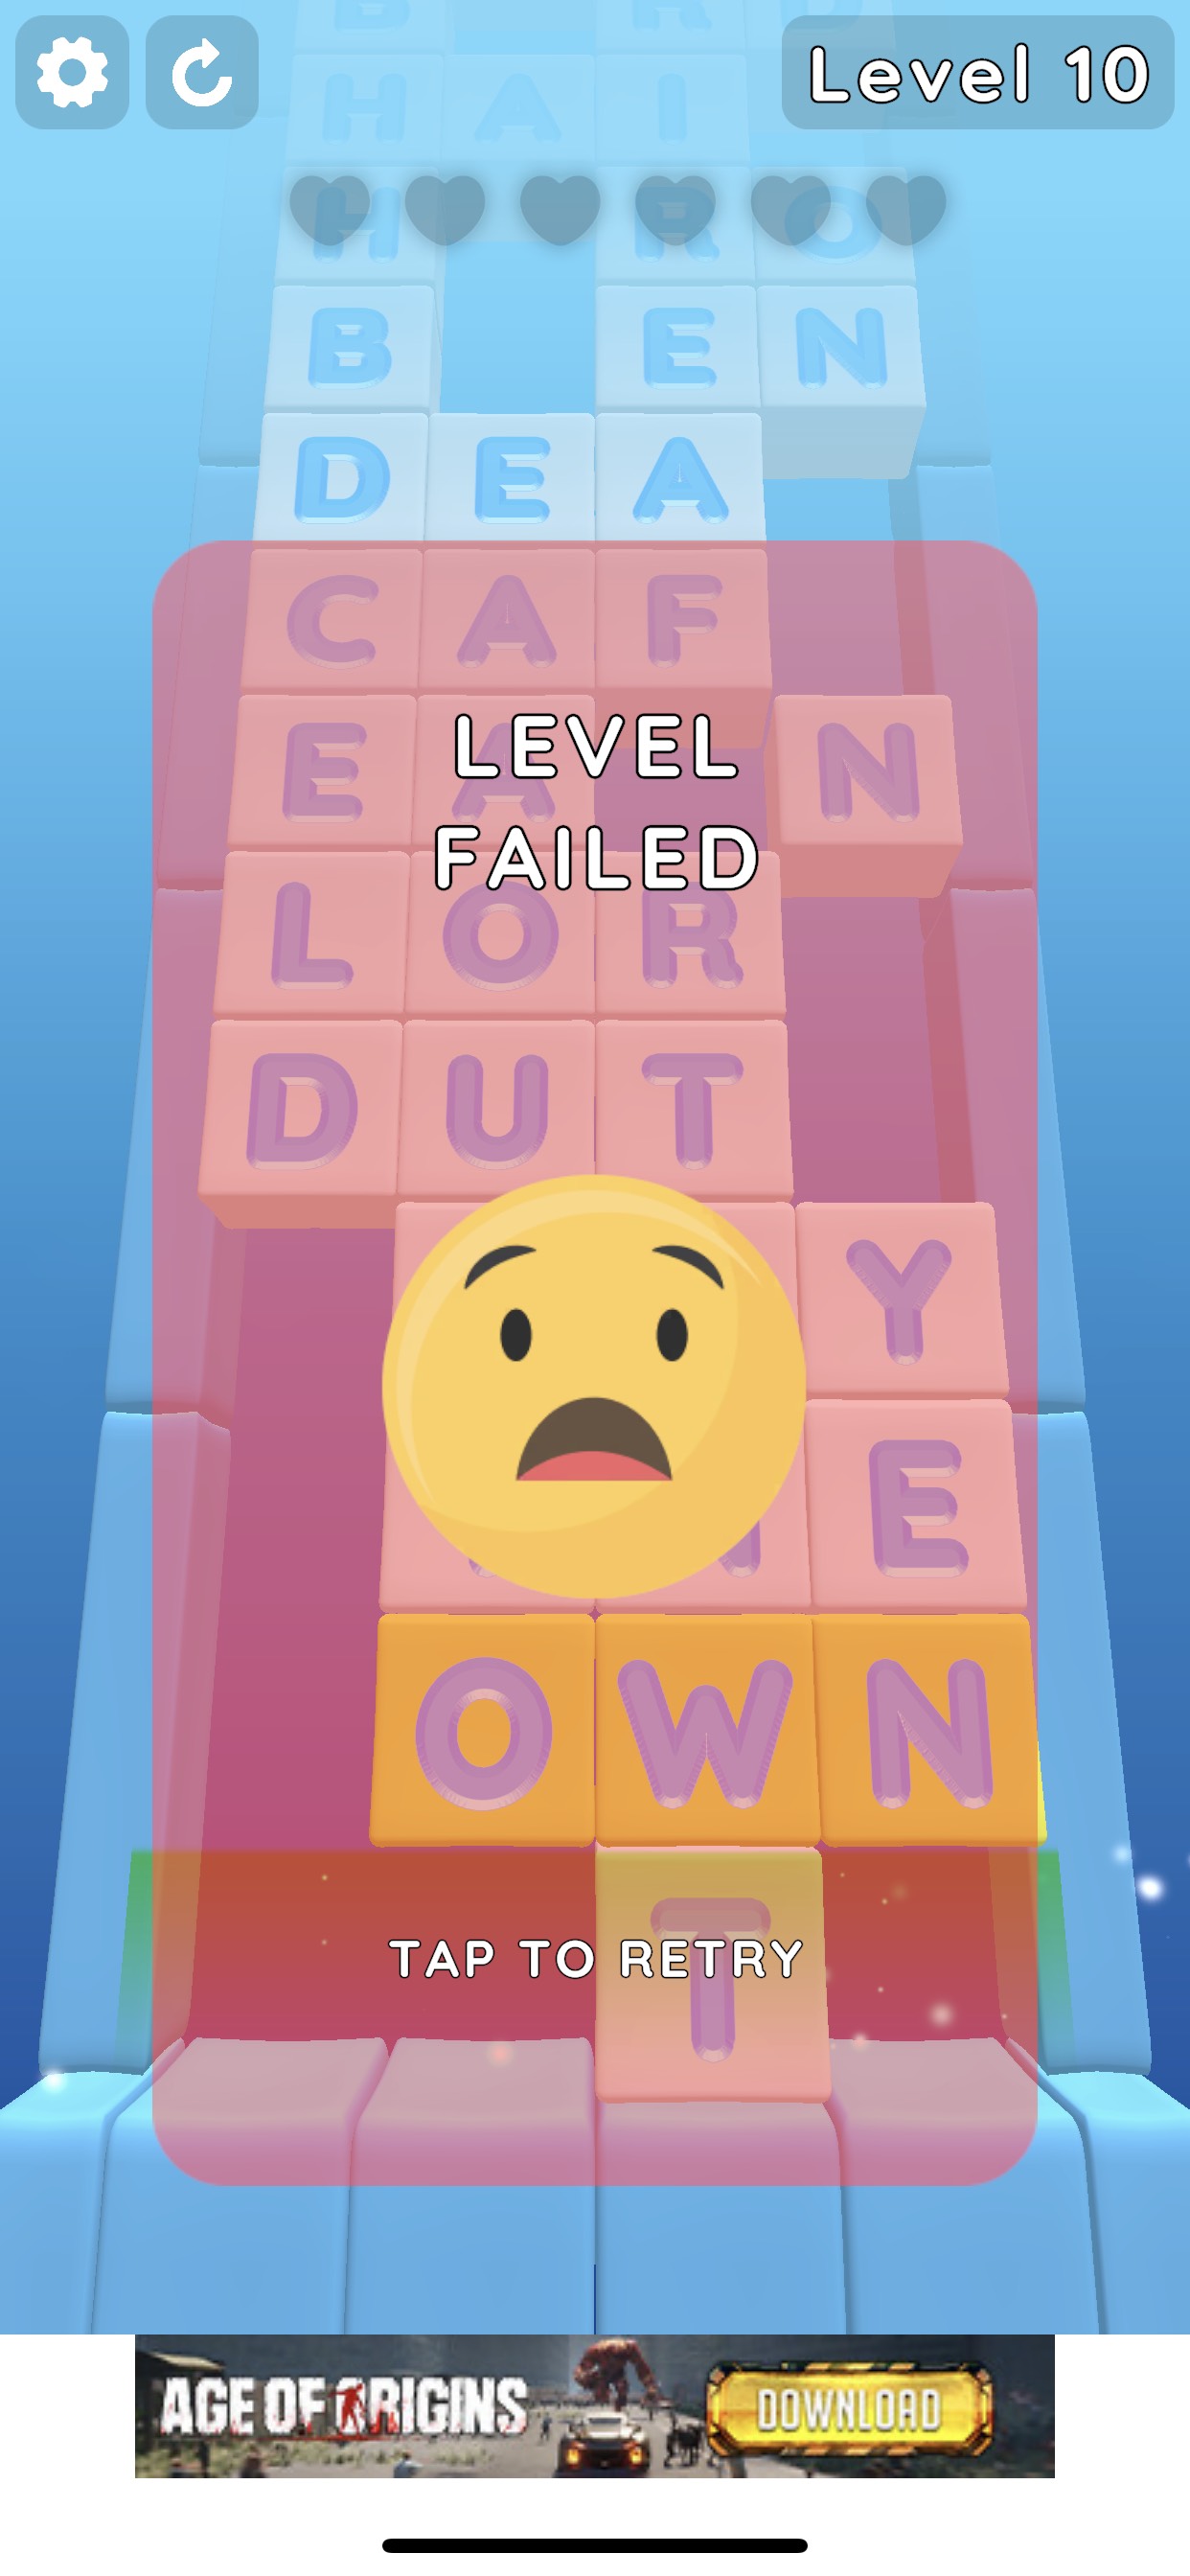 Level 10
B R D
H A I
H R O
B E N
D E A
C A F
E A N
L O R
D U T
Y
E
O W N
T
LEVEL
FAILED
TAP TO RETRY
AGE OF ORIGINS
DOWNLOAD